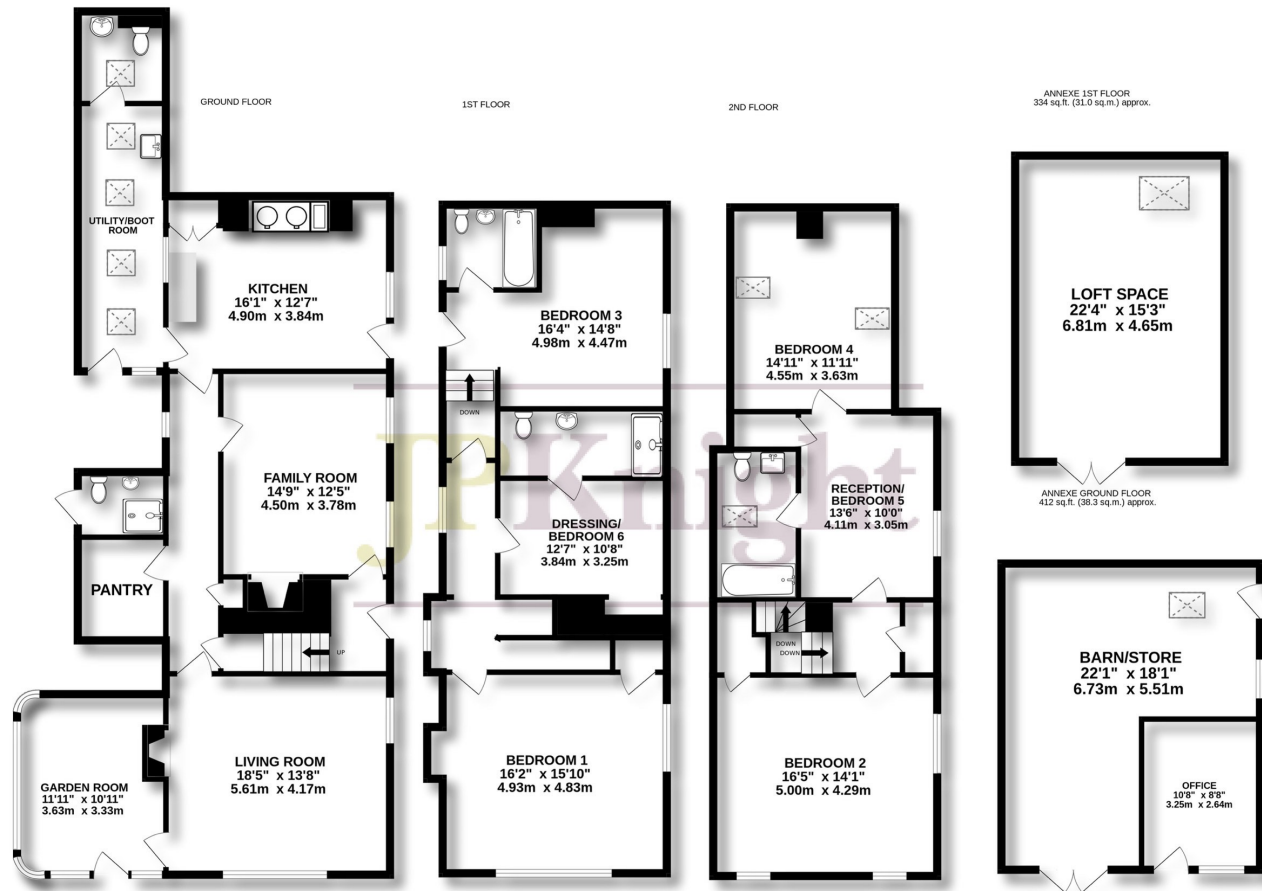 GROUND FLOOR
UTILITY/BOOT
ROOM
KITCHEN
16'1" x 12'7"
4.90m x 3.84m
FAMILY ROOM
14'9" x 12'5"
4.50m x 3.78m
PANTRY
UP
LIVING ROOM
18'5" x 13'8"
5.61m x 4.17m
GARDEN ROOM
11'11" x 10'11"
3.63m x 3.33m
1ST FLOOR
BEDROOM 3
16'4" x 14'8"
4.98m x 4.47m
DOWN
DRESSING/
BEDROOM 6
12'7" x 10'8"
3.84m x 3.25m
BEDROOM 1
16'2" x 15'10"
4.93m x 4.83m
2ND FLOOR
BEDROOM 4
14'11" x 11'11"
4.55m x 3.63m
RECEPTION/
BEDROOM 5
13'6" x 10'0"
4.11m x 3.05m
DOWN
DOWN
BEDROOM 2
16'5" x 14'1"
5.00m x 4.29m
ANNEXE 1ST FLOOR
334 sq.ft. (31.0 sq.m.) approx.
LOFT SPACE
22'4" x 15'3"
6.81m x 4.65m
ANNEXE GROUND FLOOR
412 sq.ft. (38.3 sq.m.) approx.
BARN/STORE
22'1" x 18'1"
6.73m x 5.51m
OFFICE
10'8" x 8'8"
3.25m x 2.64m
JPKnight